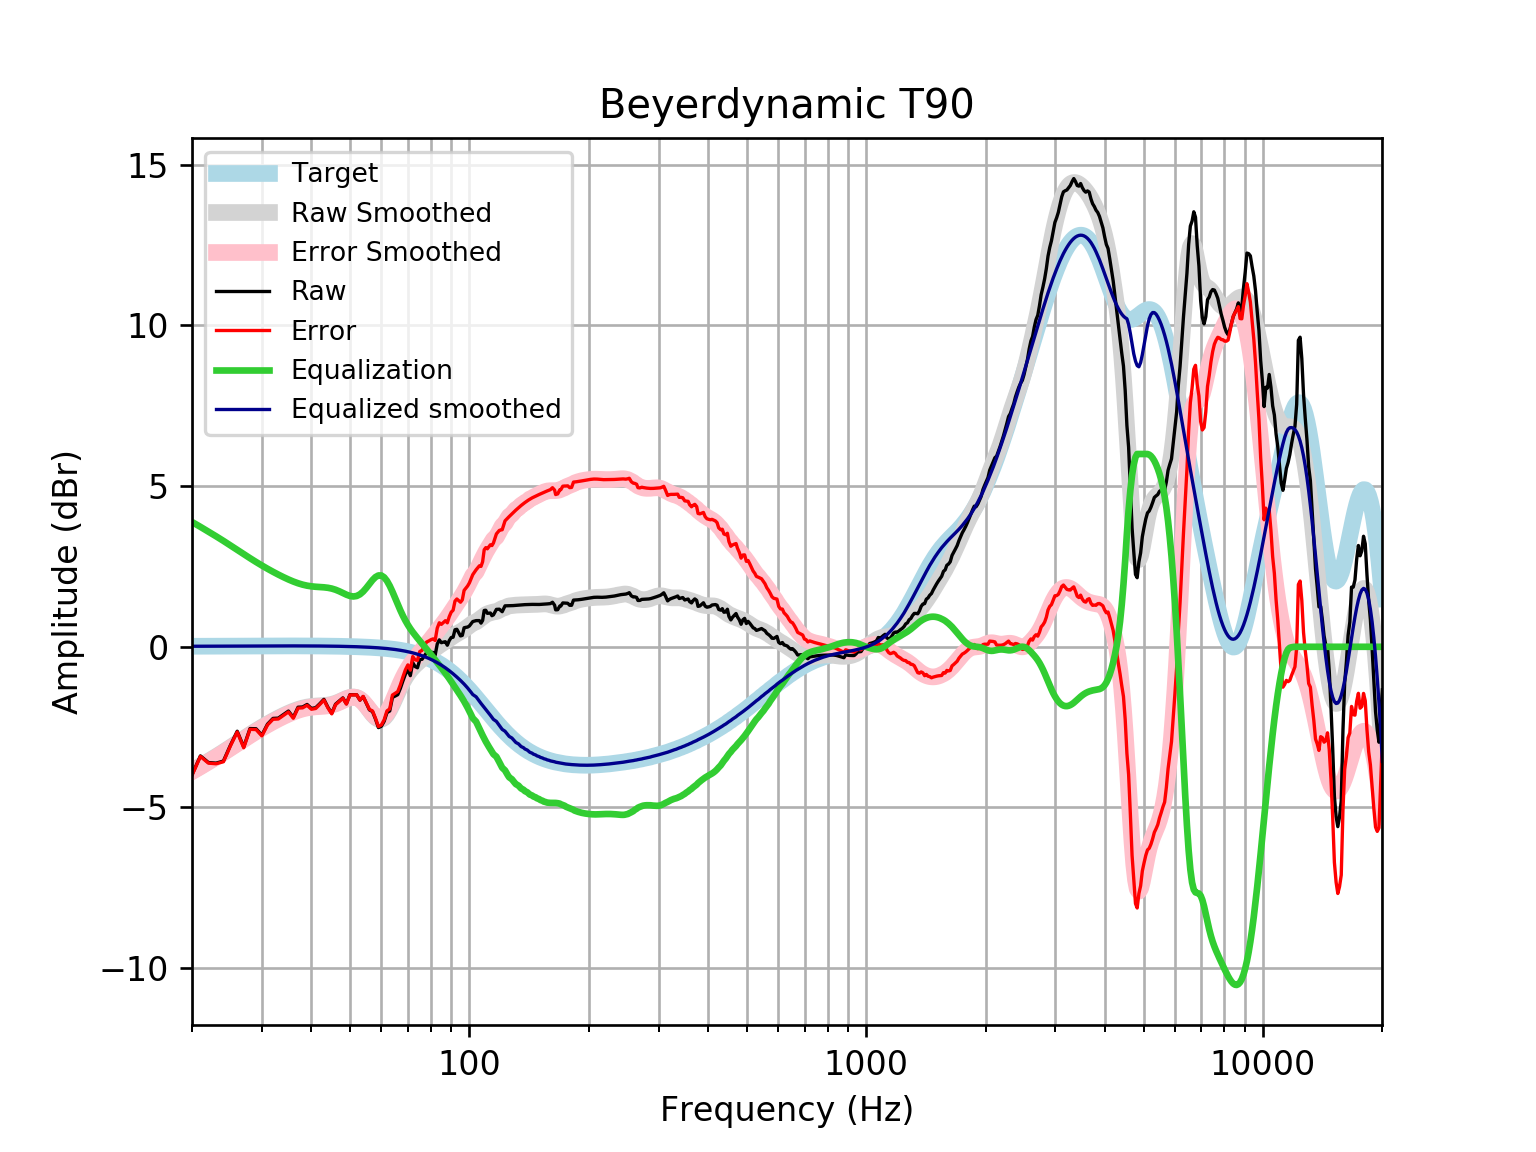 Beyerdynamic T90
Target
Raw Smoothed
Error Smoothed
Raw
Error
Equalization
Equalized smoothed
15
10
5
0
−5
−10
Amplitude (dBr)
100
1000
10000
Frequency (Hz)